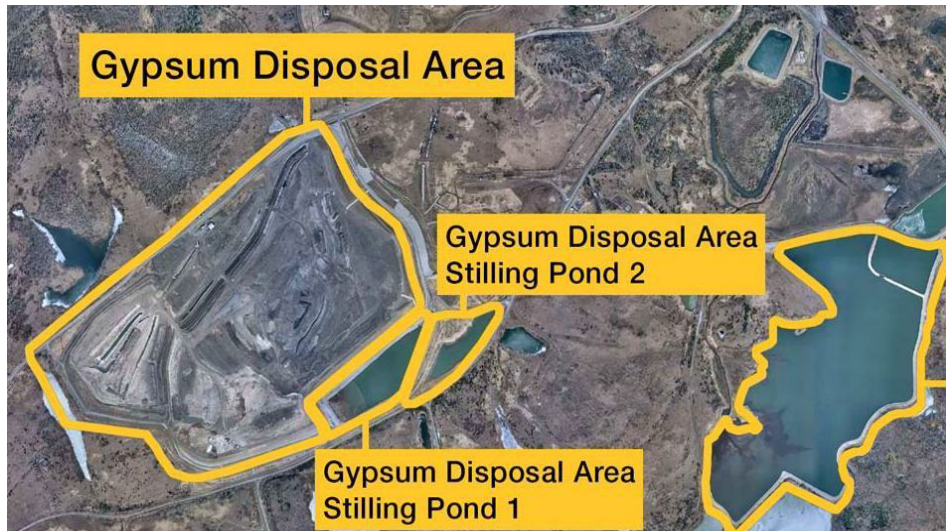 Gypsum Disposal Area
Gypsum Disposal Area
Stilling Pond 2
Gypsum Disposal Area
Stilling Pond 1